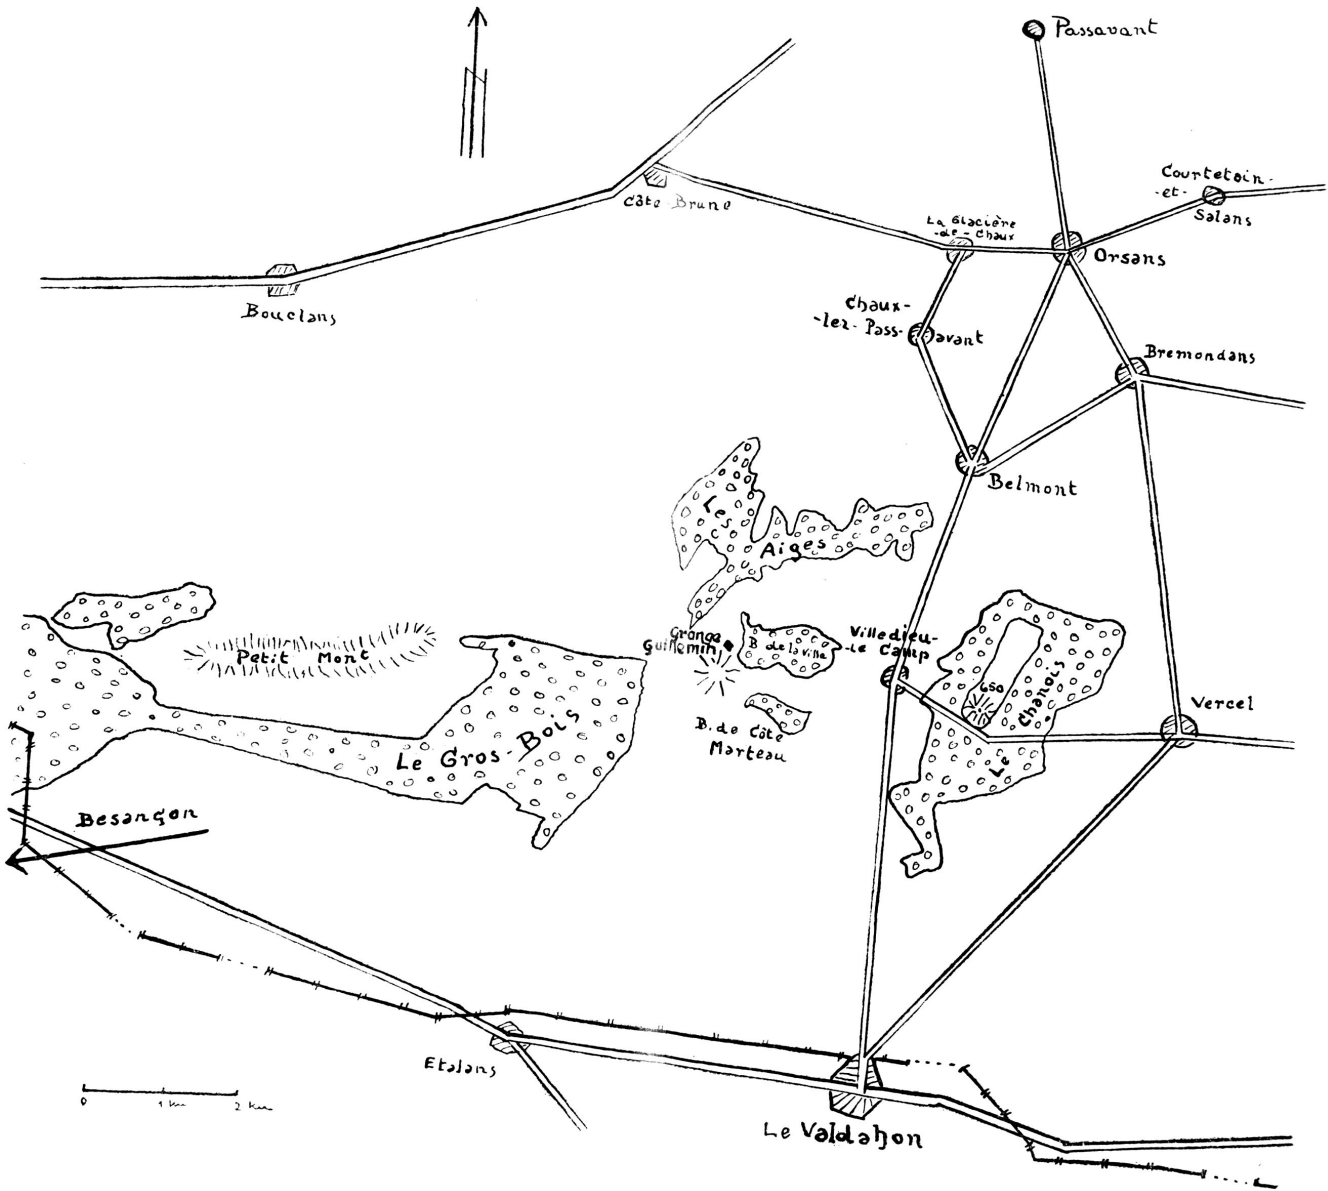 Passavant
Courtetoin-
-et-
Salans
Côte Brune
La Glacière
-de-Chaux
Orsans
Bouclans
Chaux-
-lez-Pass-avant
Bremondans
Belmont
Les
Aiges
Grange
Guillemin
B de la Ville
Villedieu-
-Le Camp
Petit Mont
650
Le Chanois
Vercel
B. de Côte
Marteau
Le Gros-Bois
Besançon
Etalans
0 1 Km 2 Km
Le Valdahon